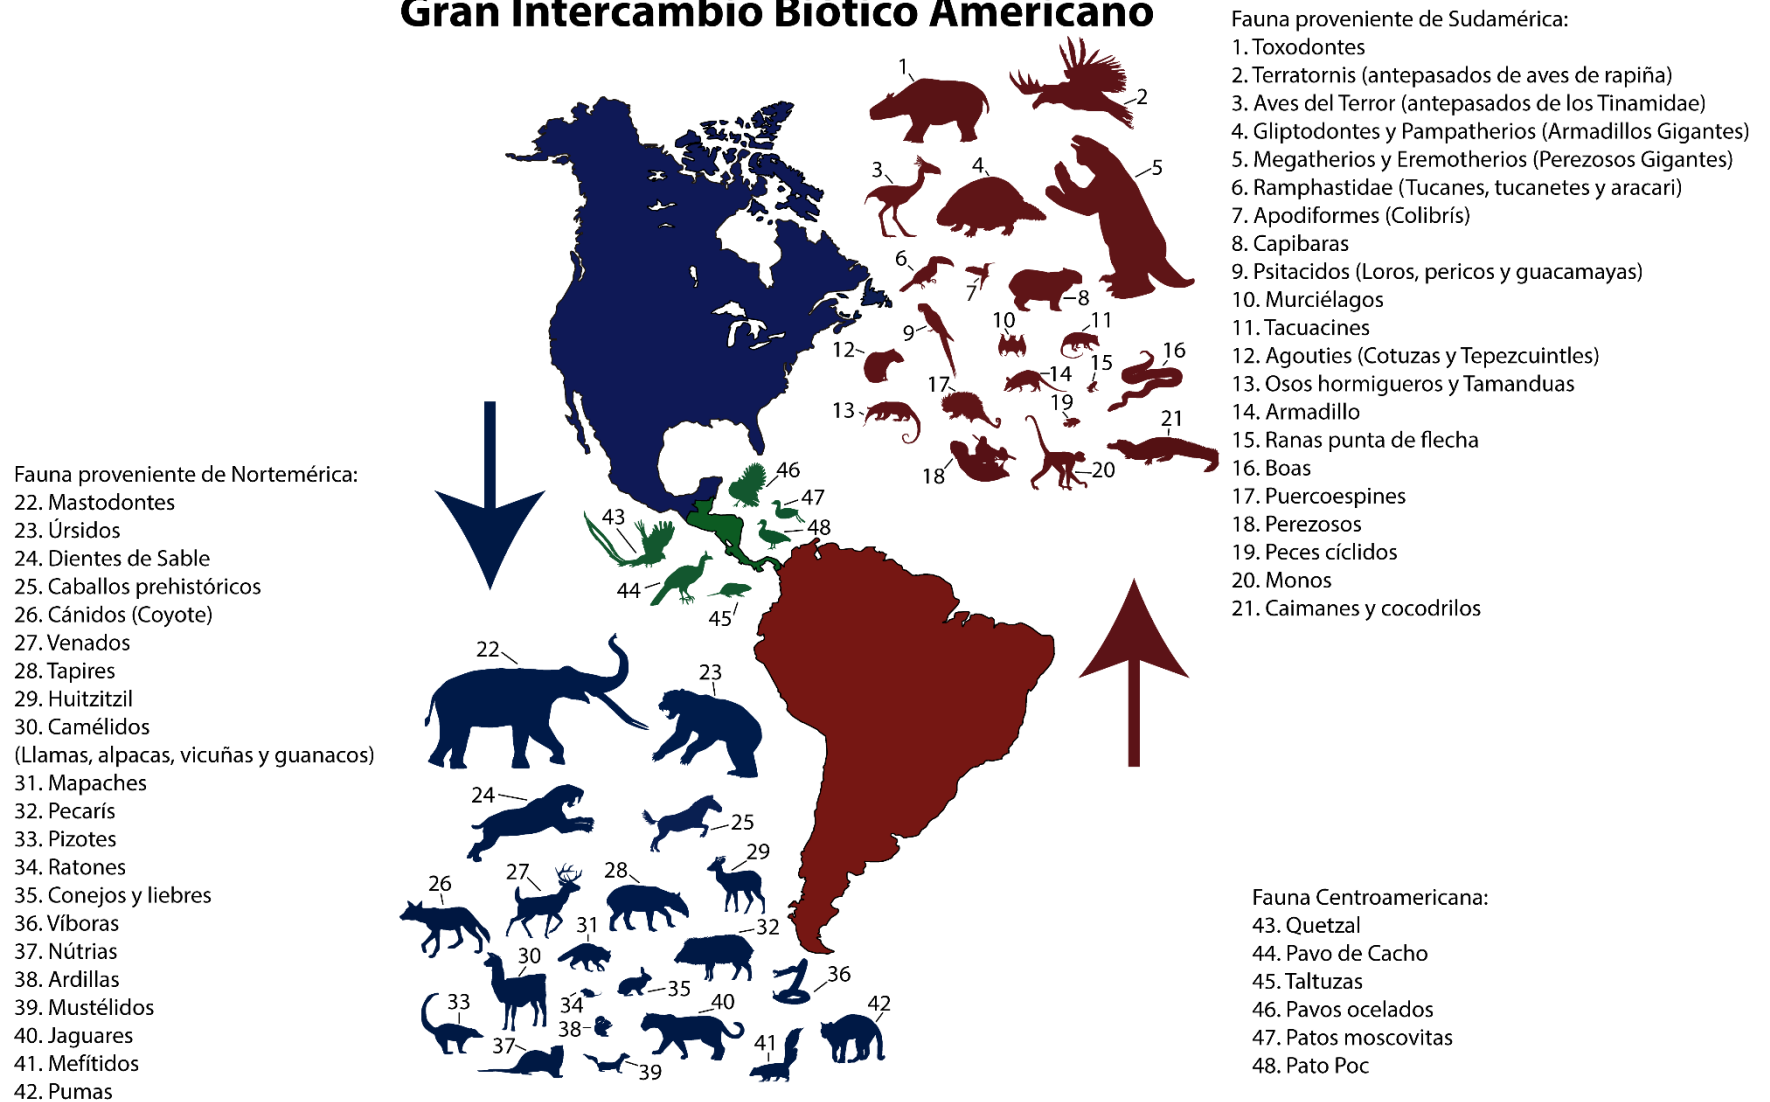 Gran Intercambio Biótico Americano
Fauna proveniente de Sudamérica:
1. Toxodontes
2. Terratornis (antepasados de aves de rapiña)
3. Aves del Terror (antepasados de los Tinamidae)
4. Gliptodontes y Pampatherios (Armadillos Gigantes)
5. Megatherios y Eremotherios (Perezosos Gigantes)
6. Ramphastidae (Tucanes, tucanetes y aracari)
7. Apodiformes (Colibrís)
8. Capibaras
9. Psitacidos (Loros, pericos y guacamayas)
10. Murciélagos
11. Tacuacines
12. Agouties (Cotuzas y Tepezcuintles)
13. Osos hormigueros y Tamanduas
14. Armadillo
15. Ranas punta de flecha
16. Boas
17. Puercoespines
18. Perezosos
19. Peces cíclidos
20. Monos
21. Caimanes y cocodrilos
1
2
3
4
5
6
7
8
9
10
11
12
13
14
15
16
17
18
19
20
21
Fauna proveniente de Nortemérica:
22. Mastodontes
23. Úrsidos
24. Dientes de Sable
25. Caballos prehistóricos
26. Cánidos (Coyote)
27. Venados
28. Tapires
29. Huitzitzil
30. Camélidos
(Llamas, alpacas, vicuñas y guanacos)
31. Mapaches
32. Pecarís
33. Pizotes
34. Ratones
35. Conejos y liebres
36. Víboras
37. Nútrias
38. Ardillas
39. Mustélidos
40. Jaguares
41. Mefítidos
42. Pumas
46
47
43
48
44
45
22
23
24
25
29
26
27
28
31
32
30
36
34
35
33
38
40
42
37
41
39
Fauna Centroamericana:
43. Quetzal
44. Pavo de Cacho
45. Taltuzas
46. Pavos ocelados
47. Patos moscovitas
48. Pato Poc